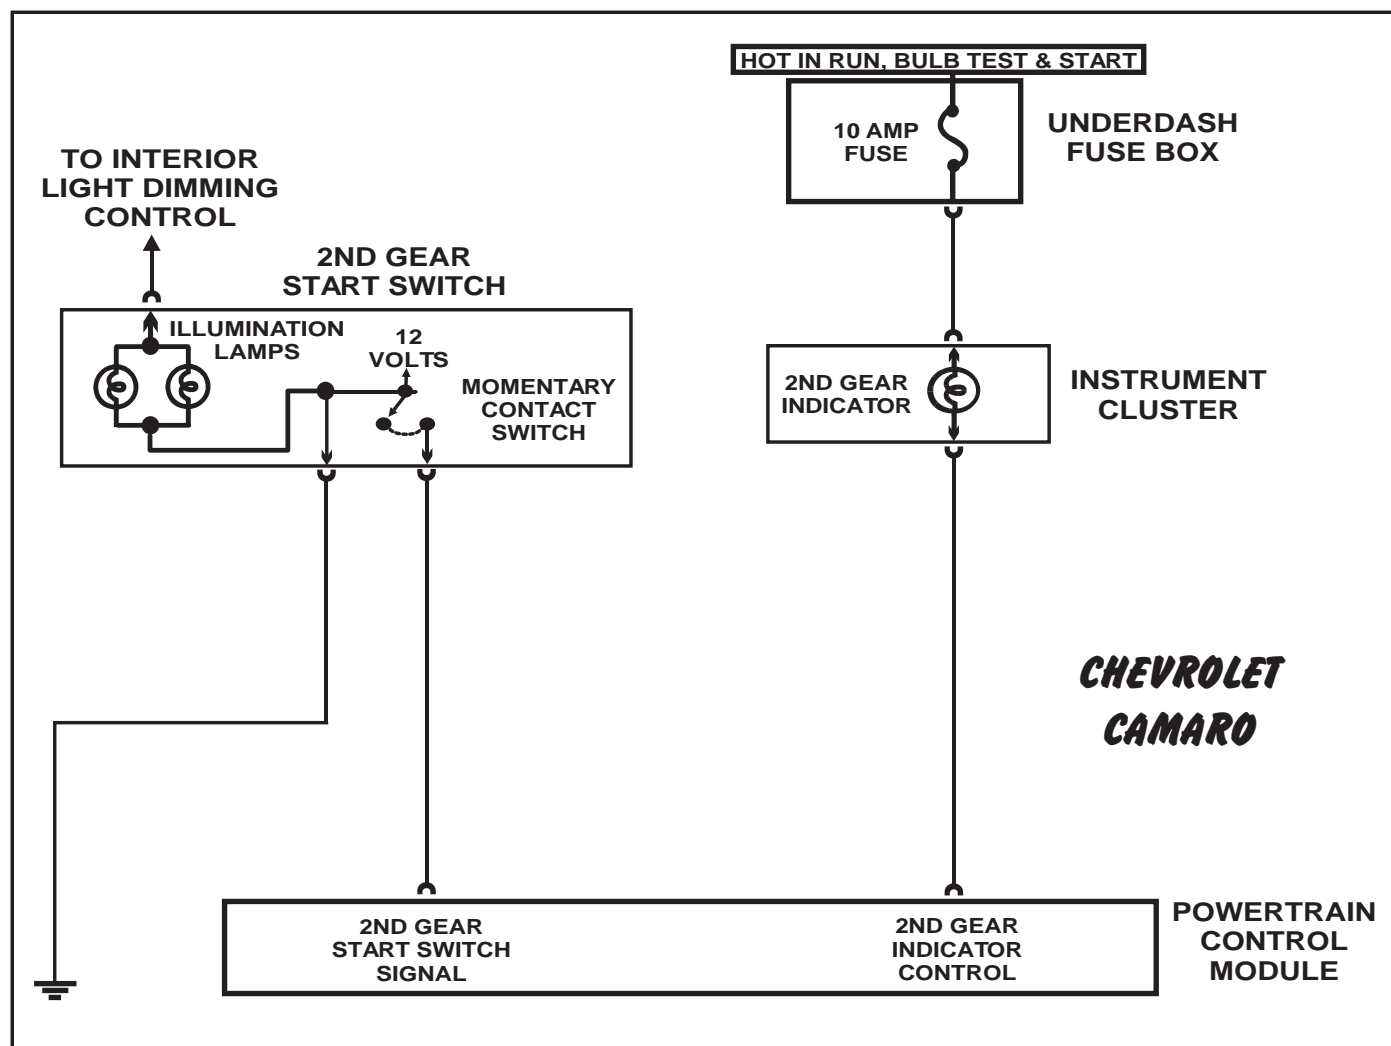 HOT IN RUN, BULB TEST & START
10 AMP
FUSE
UNDERDASH
FUSE BOX
TO INTERIOR
LIGHT DIMMING
CONTROL
2ND GEAR
START SWITCH
ILLUMINATION
LAMPS
12
VOLTS
MOMENTARY
CONTACT
SWITCH
2ND GEAR
INDICATOR
INSTRUMENT
CLUSTER
CHEVROLET
CAMARO
2ND GEAR
START SWITCH
SIGNAL
2ND GEAR
INDICATOR
CONTROL
POWERTRAIN
CONTROL
MODULE